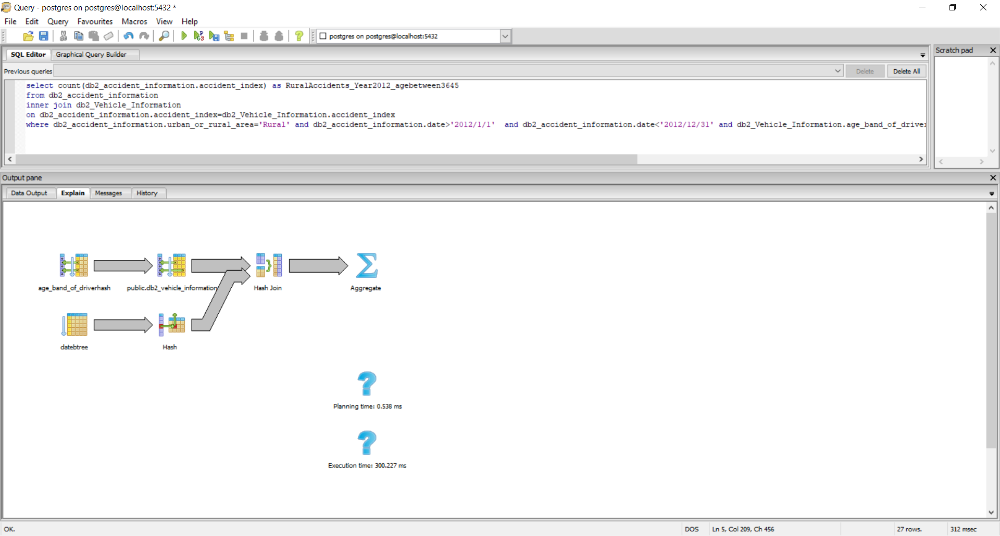 Query - postgres on postgres@localhost:5432 *
File Edit Query Favourites Macros View Help
postgres on postgres@localhost:5432
SQL Editor Graphical Query Builder
Scratch pad
Previous queries Delete Delete All
select count(db2_accident_information.accident_index) as RuralAccidents_Year2012_agebetween3645
from db2_accident_information
inner join db2_Vehicle_Information
on db2_accident_information.accident_index=db2_Vehicle_Information.accident_index
where db2_accident_information.urban_or_rural_area='Rural' and db2_accident_information.date>'2012/1/1'  and db2_accident_information.date<'2012/12/31' and db2_Vehicle_Information.age_band_of_driver
Output pane
Data Output Explain Messages History
age_band_of_driverhash public.db2_vehicle_information Hash Join Aggregate
datebtree Hash
Planning time: 0.538 ms
Execution time: 300.227 ms
OK. DOS Ln 5, Col 209, Ch 456 27 rows. 312 msec